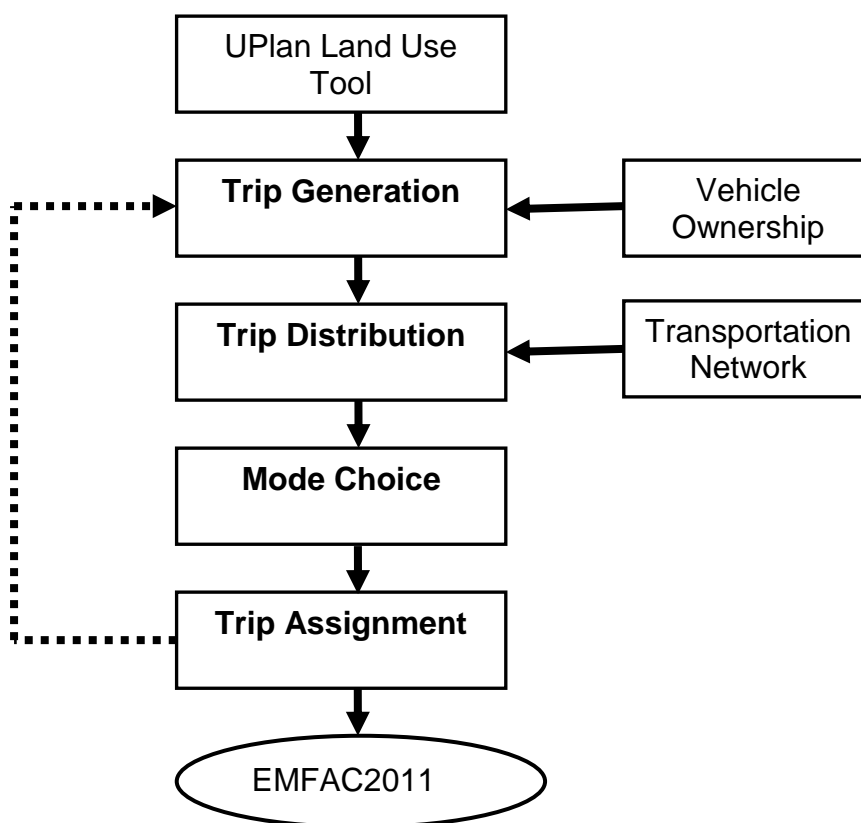 UPlan Land Use
Tool
Trip Generation
Vehicle
Ownership
Trip Distribution
Transportation
Network
Mode Choice
Trip Assignment
EMFAC2011